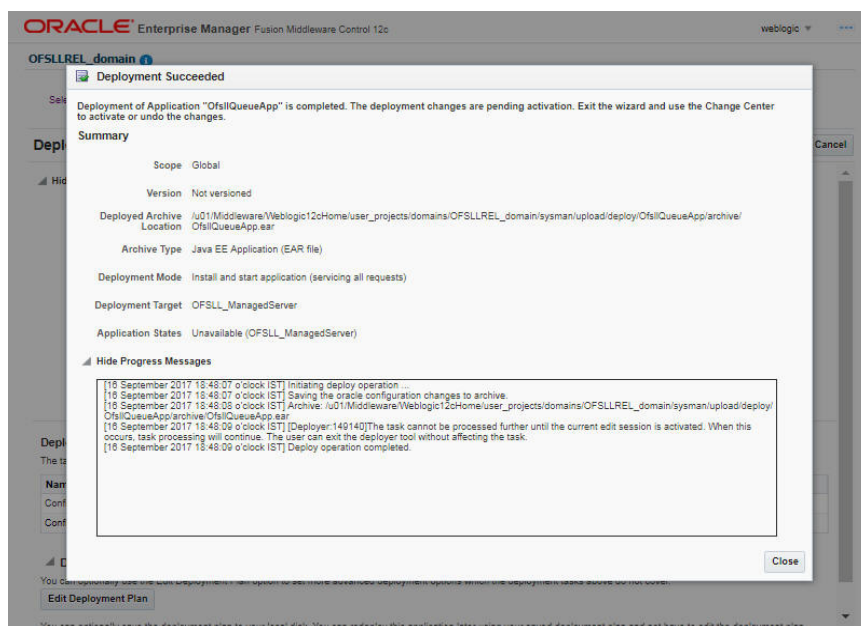 ORACLE Enterprise Manager Fusion Middleware Control 12c
weblogic
OFSLLREL_domain
Deployment Succeeded
Deployment of Application "OfsllQueueApp" is completed. The deployment changes are pending activation. Exit the wizard and use the Change Center
to activate or undo the changes.
Summary
Cancel
Scope Global
Version Not versioned
Deployed Archive Location /u01/Middleware/Weblogic12cHome/user_projects/domains/OFSLLREL_domain/sysman/upload/deploy/OfsllQueueApp/archive/
OfsllQueueApp.ear
Archive Type Java EE Application (EAR file)
Deployment Mode Install and start application (servicing all requests)
Deployment Target OFSLL_ManagedServer
Application States Unavailable (OFSLL_ManagedServer)
Hide Progress Messages
[16 September 2017 18:48:07 o'clock IST] Initiating deploy operation ...
[16 September 2017 18:48:07 o'clock IST] Saving the oracle configuration changes to archive.
[16 September 2017 18:48:08 o'clock IST] Archive: /u01/Middleware/Weblogic12cHome/user_projects/domains/OFSLLREL_domain/sysman/upload/deploy/
OfsllQueueApp/archive/OfsllQueueApp.ear
[16 September 2017 18:48:09 o'clock IST] [Deployer:149140]The task cannot be processed further until the current edit session is activated. When this
occurs, task processing will continue. The user can exit the deployer tool without affecting the task.
[16 September 2017 18:48:09 o'clock IST] Deploy operation completed.
Close
Edit Deployment Plan